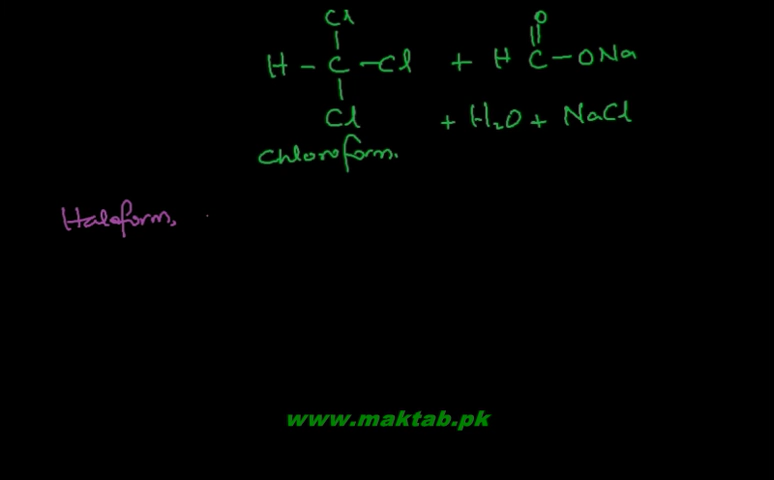 Cl
O
H - C - Cl + H C - ONa
Cl + H₂O + NaCl
Chloroform.
Haloform,
www.maktab.pk